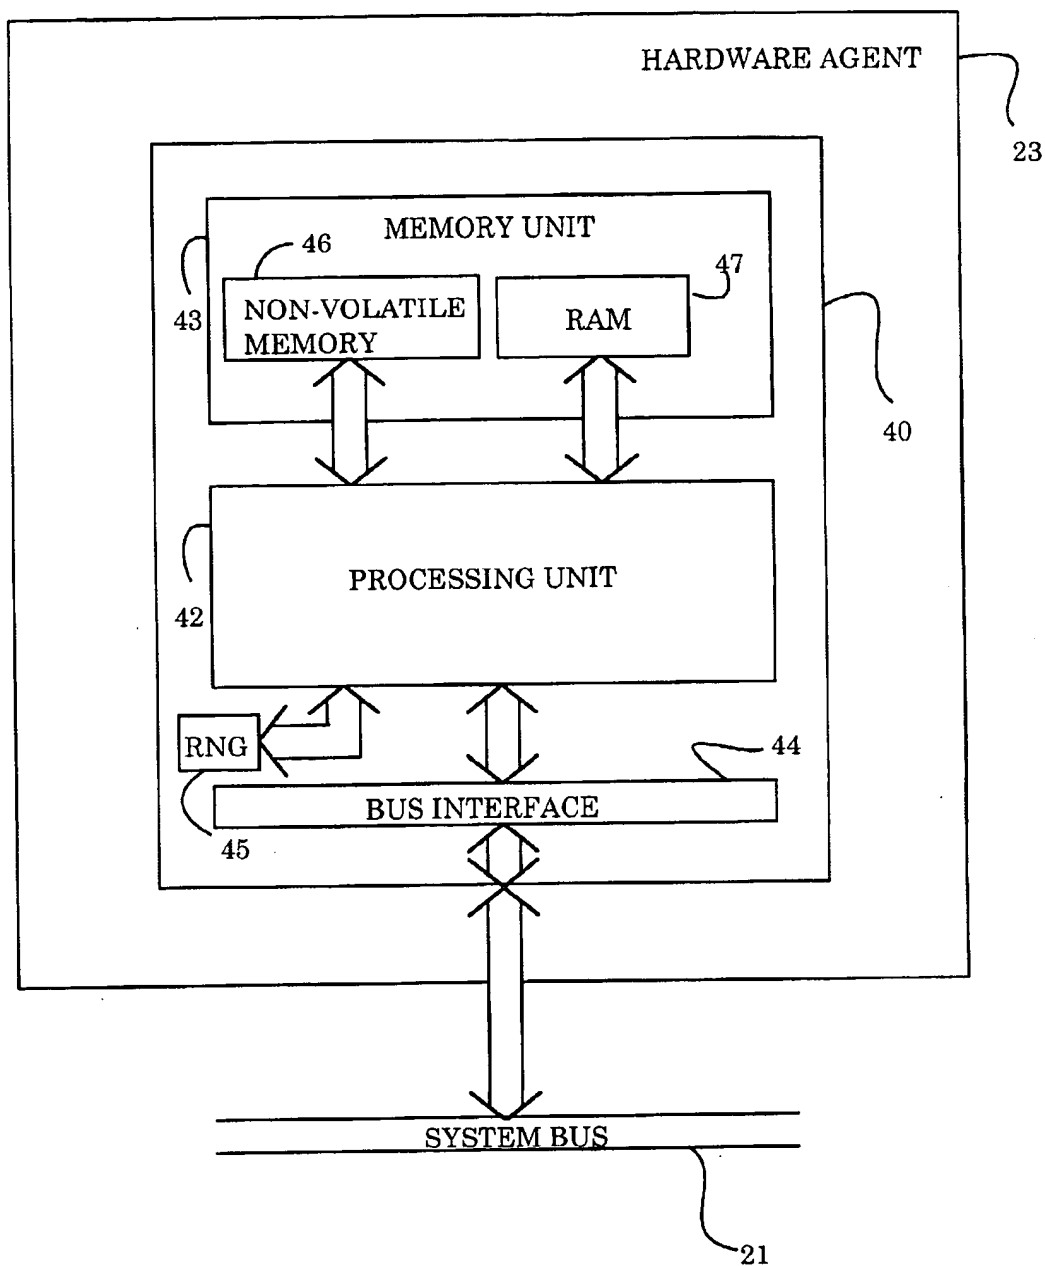 HARDWARE AGENT
23
MEMORY UNIT
46
47
43
NON-VOLATILE
MEMORY
RAM
40
PROCESSING UNIT
42
RNG
44
BUS INTERFACE
45
SYSTEM BUS
21